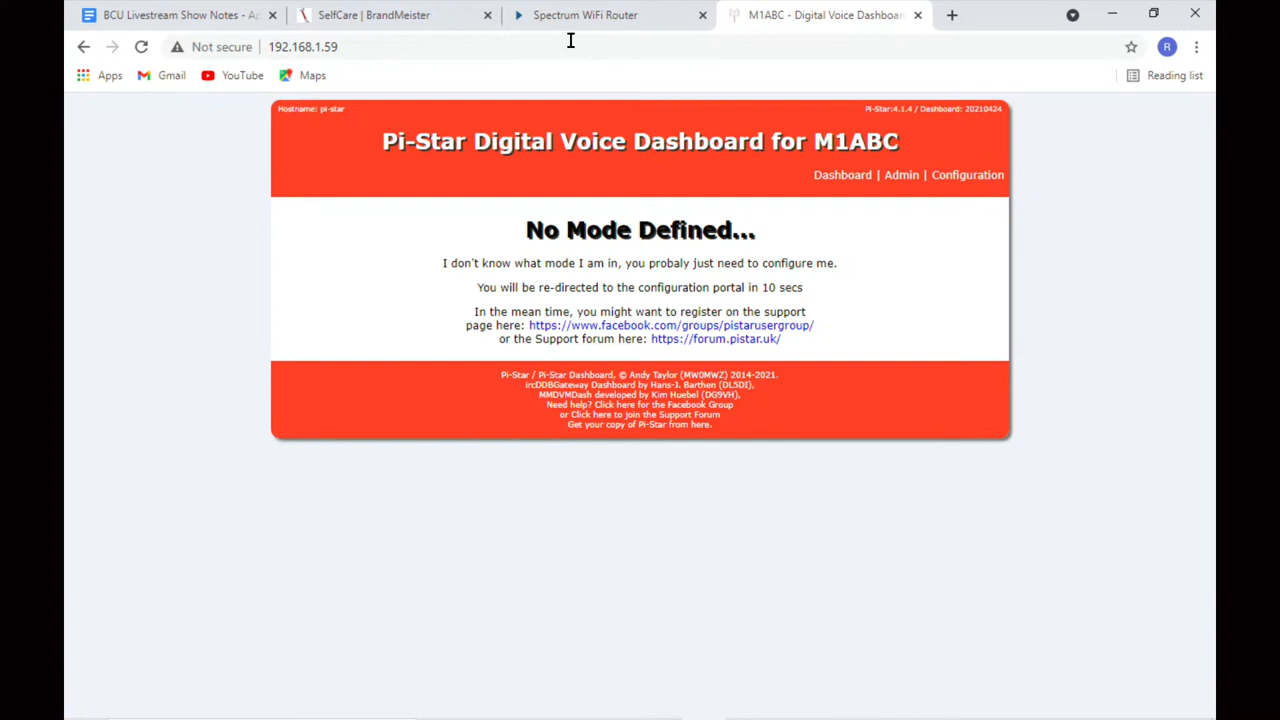 BCU Livestream Show Notes - Ap
SelfCare | BrandMeister
Spectrum WiFi Router
M1ABC - Digital Voice Dashboar
Not secure 192.168.1.59
Apps Gmail YouTube Maps Reading list
R
Hostname: pi-star
Pi-Star:4.1.4 / Dashboard: 20210424
Pi-Star Digital Voice Dashboard for M1ABC
Dashboard | Admin | Configuration
No Mode Defined...
I don't know what mode I am in, you probaly just need to configure me.
You will be re-directed to the configuration portal in 10 secs
In the mean time, you might want to register on the support
page here: https://www.facebook.com/groups/pistarusergroup/
or the Support forum here: https://forum.pistar.uk/
Pi-Star / Pi-Star Dashboard, © Andy Taylor (MW0MWZ) 2014-2021.
ircDDBGateway Dashboard by Hans-J. Barthen (DL5DI),
MMDVMDash developed by Kim Huebel (DG9VH),
Need help? Click here for the Facebook Group
or Click here to join the Support Forum
Get your copy of Pi-Star from here.